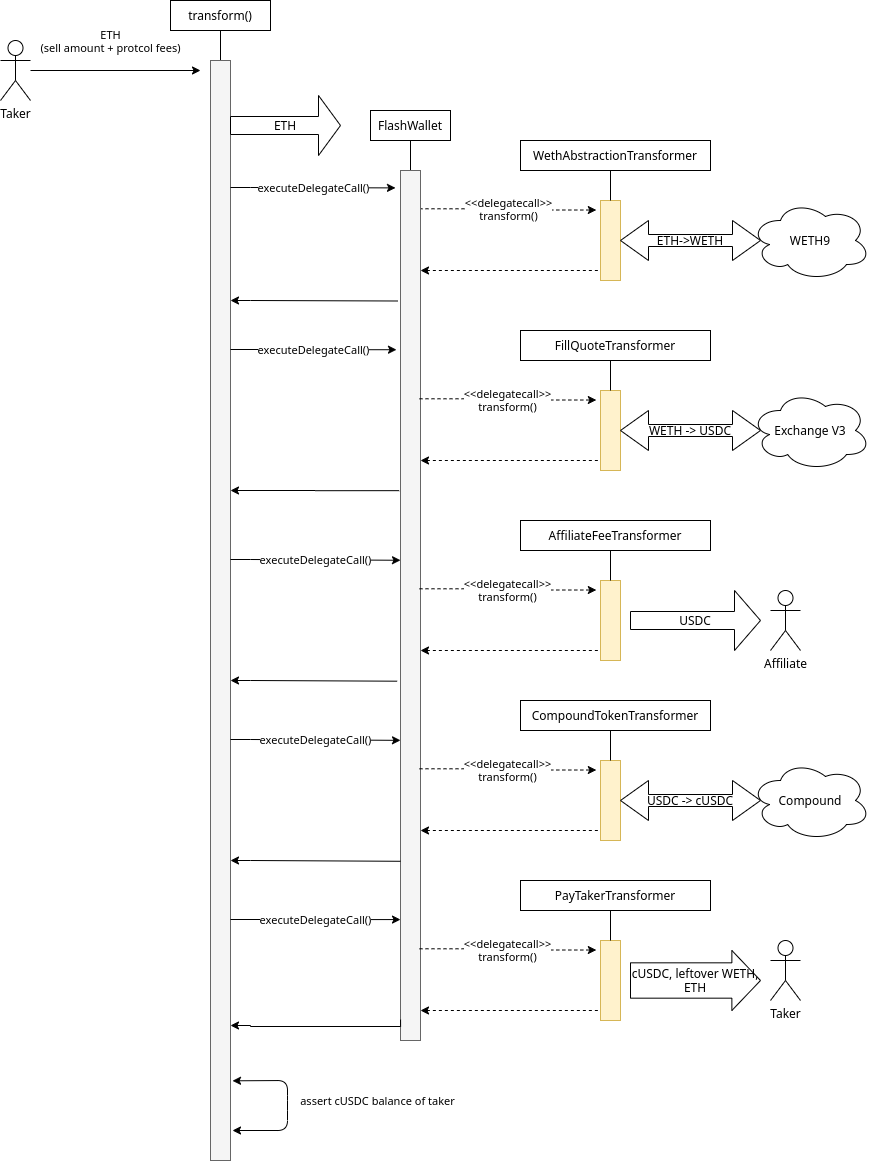 transform()
ETH
(sell amount + protcol fees)
Taker
ETH
FlashWallet
WethAbstractionTransformer
executeDelegateCall()
<<delegatecall>>
transform()
ETH->WETH
WETH9
FillQuoteTransformer
executeDelegateCall()
<<delegatecall>>
transform()
WETH -> USDC
Exchange V3
AffiliateFeeTransformer
executeDelegateCall()
<<delegatecall>>
transform()
USDC
Affiliate
CompoundTokenTransformer
executeDelegateCall()
<<delegatecall>>
transform()
USDC -> cUSDC
Compound
PayTakerTransformer
executeDelegateCall()
<<delegatecall>>
transform()
cUSDC, leftover WETH,
ETH
Taker
assert cUSDC balance of taker